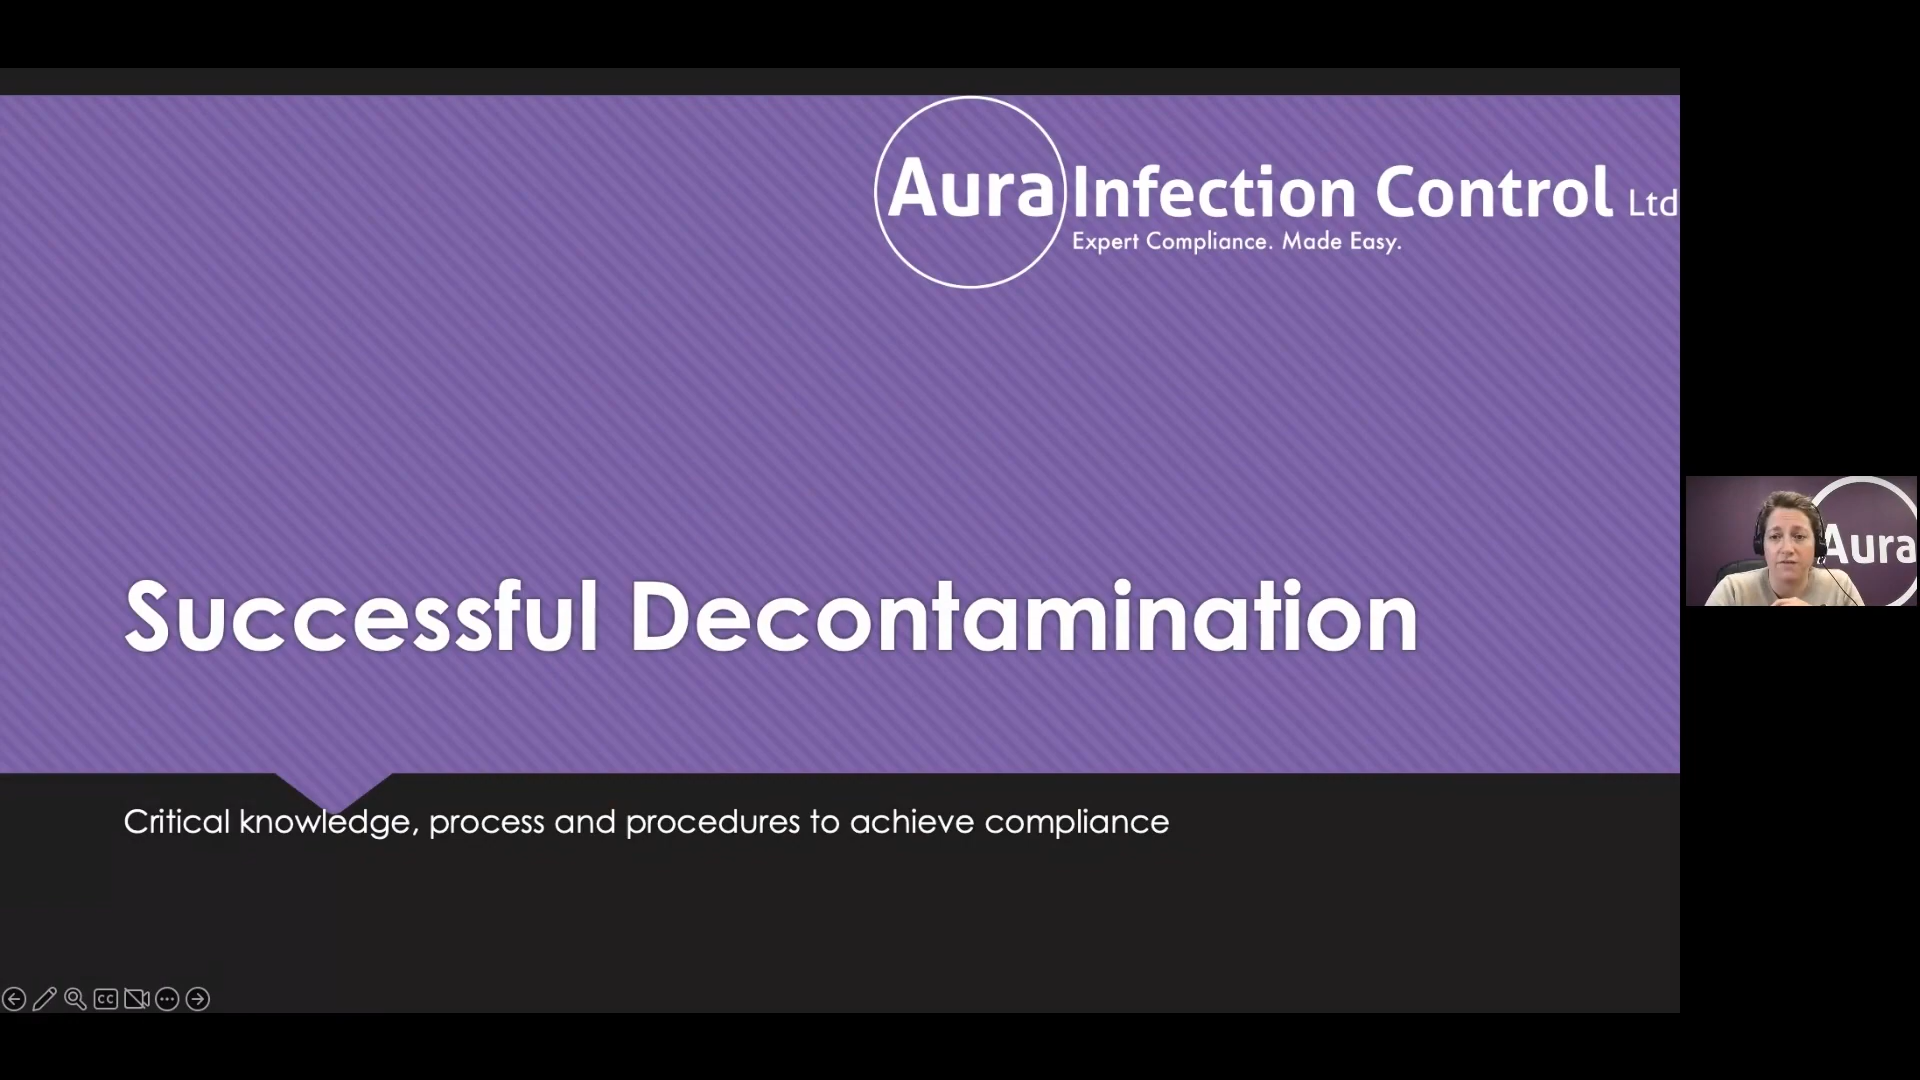 Aura Infection Control Ltd
Expert Compliance. Made Easy.
Aura
Successful Decontamination
Critical knowledge, process and procedures to achieve compliance
CC